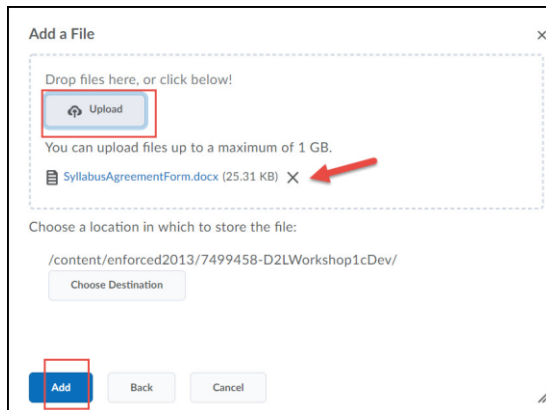 Add a File
Drop files here, or click below!
Upload
You can upload files up to a maximum of 1 GB.
SyllabusAgreementForm.docx (25.31 KB)
Choose a location in which to store the file:
/content/enforced2013/7499458-D2LWorkshop1cDev/
Choose Destination
Add Back Cancel